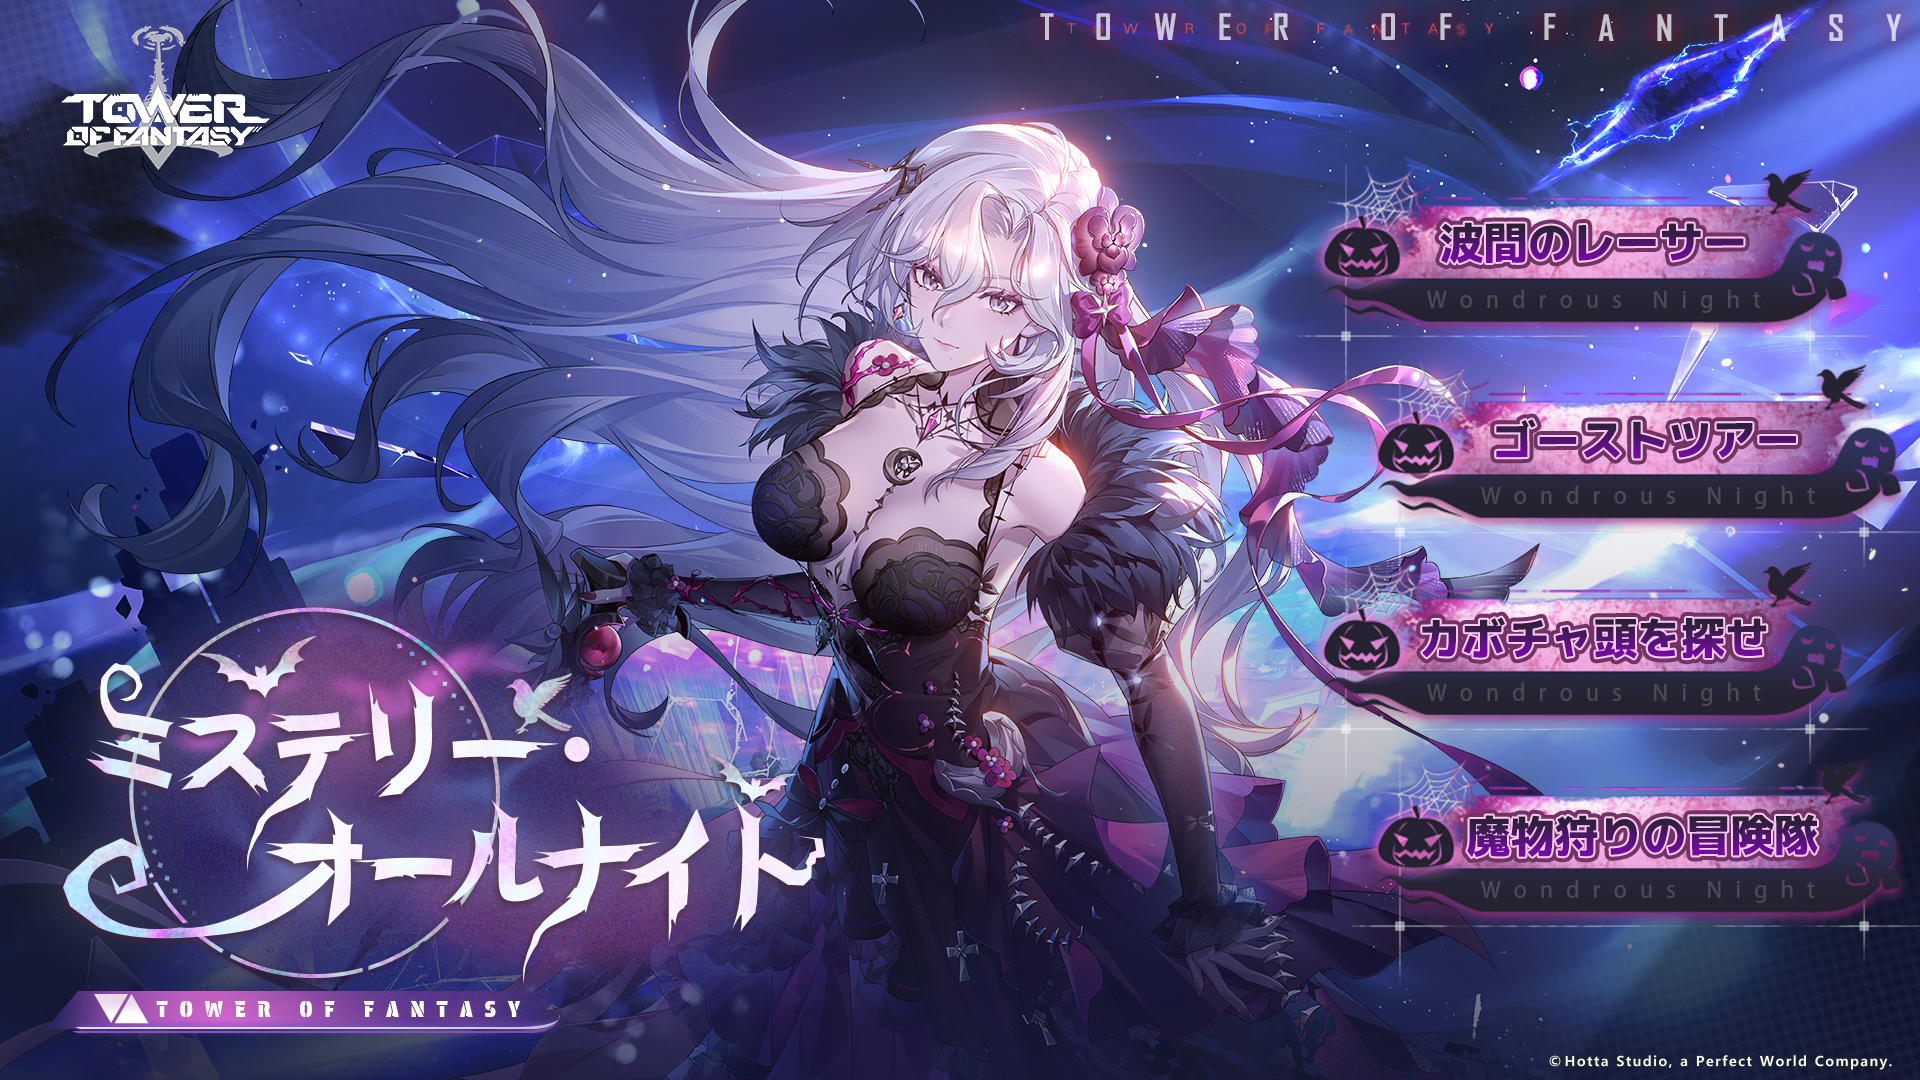 TOWER OF FANTASY
TOWER OF FANTASY
TOWER
OF FANTASY
波間のレーサー
Wondrous Night
ゴーストツアー
Wondrous Night
カボチャ頭を探せ
Wondrous Night
魔物狩りの冒険隊
Wondrous Night
ミステリー・
オールナイト
TOWER OF FANTASY
©Hotta Studio, a Perfect World Company.